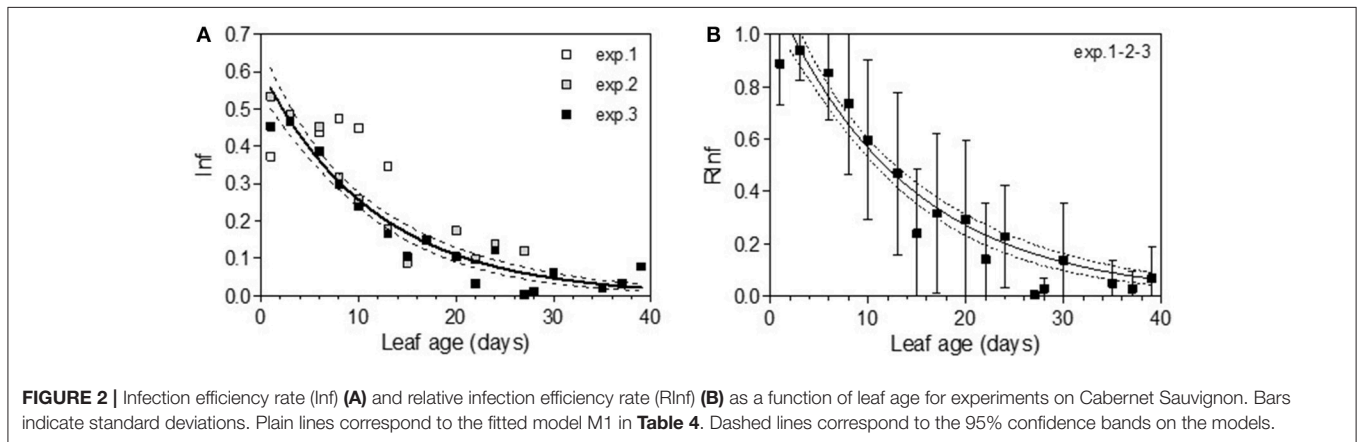 A
0.7
0.6
0.5
0.4
0.3
0.2
0.1
0.0
Inf
exp.1
exp.2
exp.3
0 10 20 30 40
Leaf age (days)
B
1.0
0.8
0.6
0.4
0.2
0.0
RInf
exp.1-2-3
0 10 20 30 40
Leaf age (days)
FIGURE 2 | Infection efficiency rate (Inf) (A) and relative infection efficiency rate (RInf) (B) as a function of leaf age for experiments on Cabernet Sauvignon. Bars
indicate standard deviations. Plain lines correspond to the fitted model M1 in Table 4. Dashed lines correspond to the 95% confidence bands on the models.